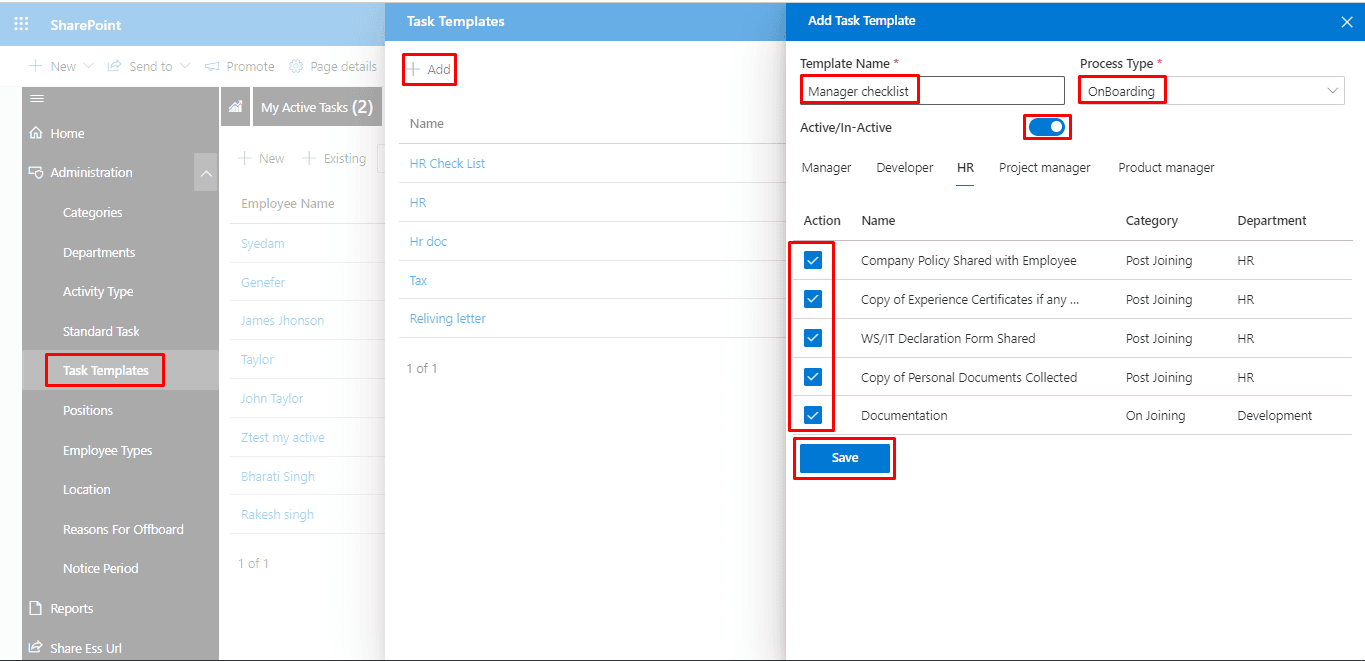 SharePoint
New
Send to
Promote
Page details
Home
Administration
Categories
Departments
Activity Type
Standard Task
Task Templates
Positions
Employee Types
Location
Reasons For Offboard
Notice Period
Reports
Share Ess Url
My Active Tasks (2)
New
Existing
Employee Name
Syedam
Genefer
James Jhonson
Taylor
John Taylor
Ztest my active
Bharati Singh
Rakesh singh
1 of 1
Task Templates
Add
Name
HR Check List
HR
Hr doc
Tax
Reliving letter
1 of 1
Add Task Template
Template Name * Process Type *
Manager checklist OnBoarding
Active/In-Active
Manager Developer HR Project manager Product manager
Action Name Category Department
Company Policy Shared with Employee Post Joining HR
Copy of Experience Certificates if any ... Post Joining HR
WS/IT Declaration Form Shared Post Joining HR
Copy of Personal Documents Collected Post Joining HR
Documentation On Joining Development
Save